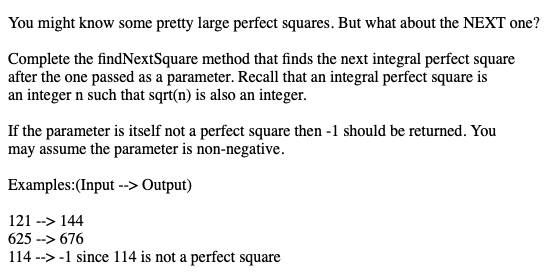 You might know some pretty large perfect squares. But what about the NEXT one?
Complete the findNextSquare method that finds the next integral perfect square
after the one passed as a parameter. Recall that an integral perfect square is
an integer n such that sqrt(n) is also an integer.
If the parameter is itself not a perfect square then -1 should be returned. You
may assume the parameter is non-negative.
Examples:(Input --> Output)
121 --> 144
625 --> 676
114 --> -1 since 114 is not a perfect square